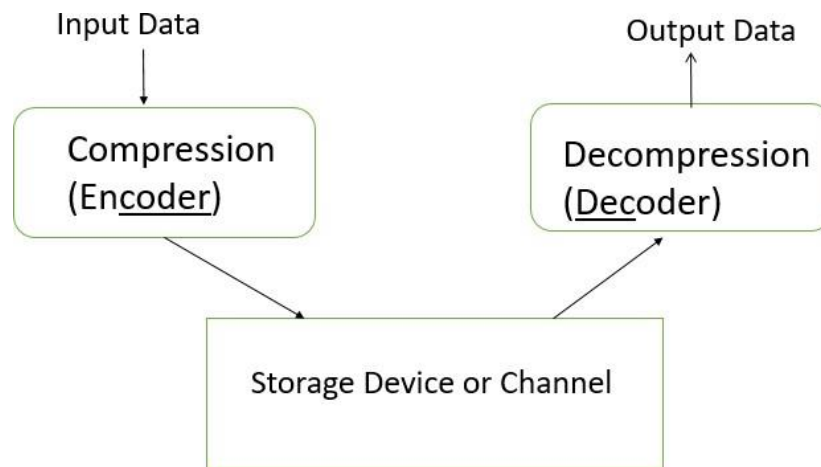 Input Data
Output Data
Compression
(Encoder)
Decompression
(Decoder)
Storage Device or Channel